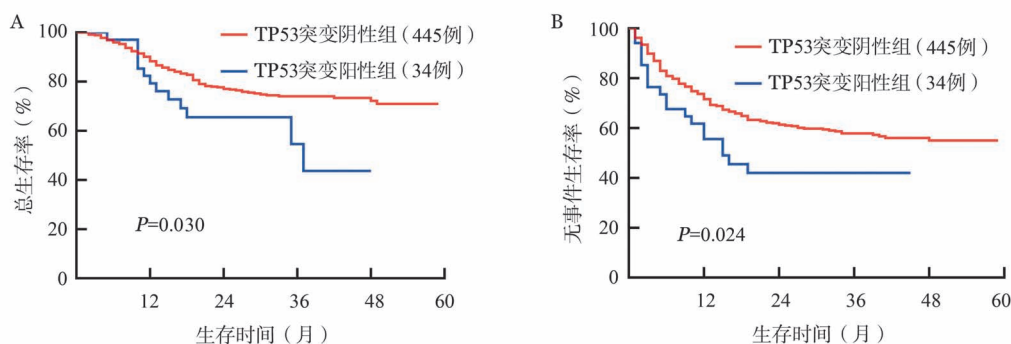 A
TP53突变阴性组（445例）
TP53突变阳性组（34例）
100
80
60
40
20
0
总生存率（%）
P=0.030
12 24 36 48 60
生存时间（月）
B
TP53突变阴性组（445例）
TP53突变阳性组（34例）
100
80
60
40
20
0
无事件生存率（%）
P=0.024
12 24 36 48 60
生存时间（月）